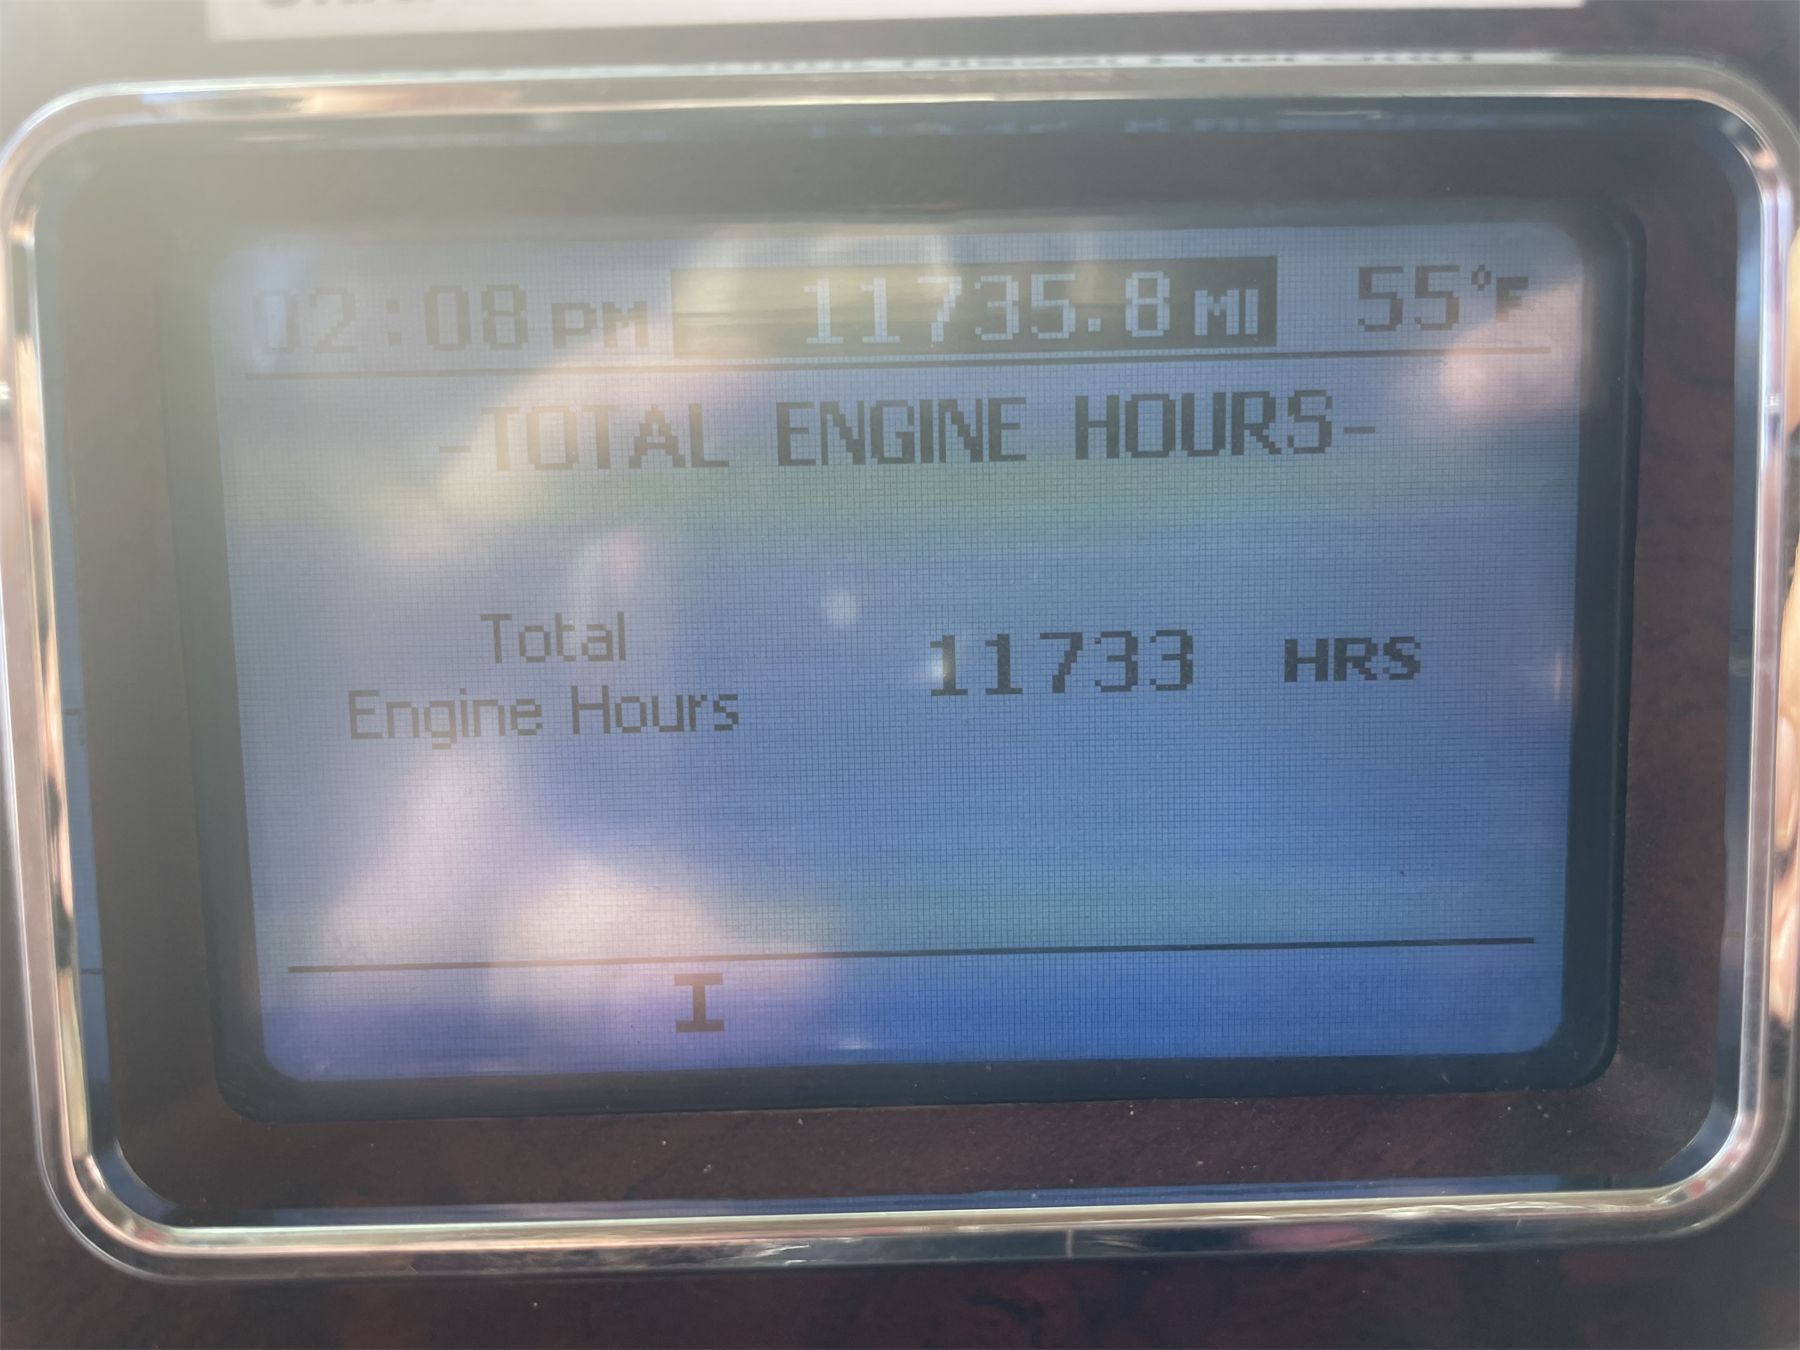 02:08 PM 11735.8 MI 55°F
-TOTAL ENGINE HOURS-
Total
Engine Hours
11733 HRS
I